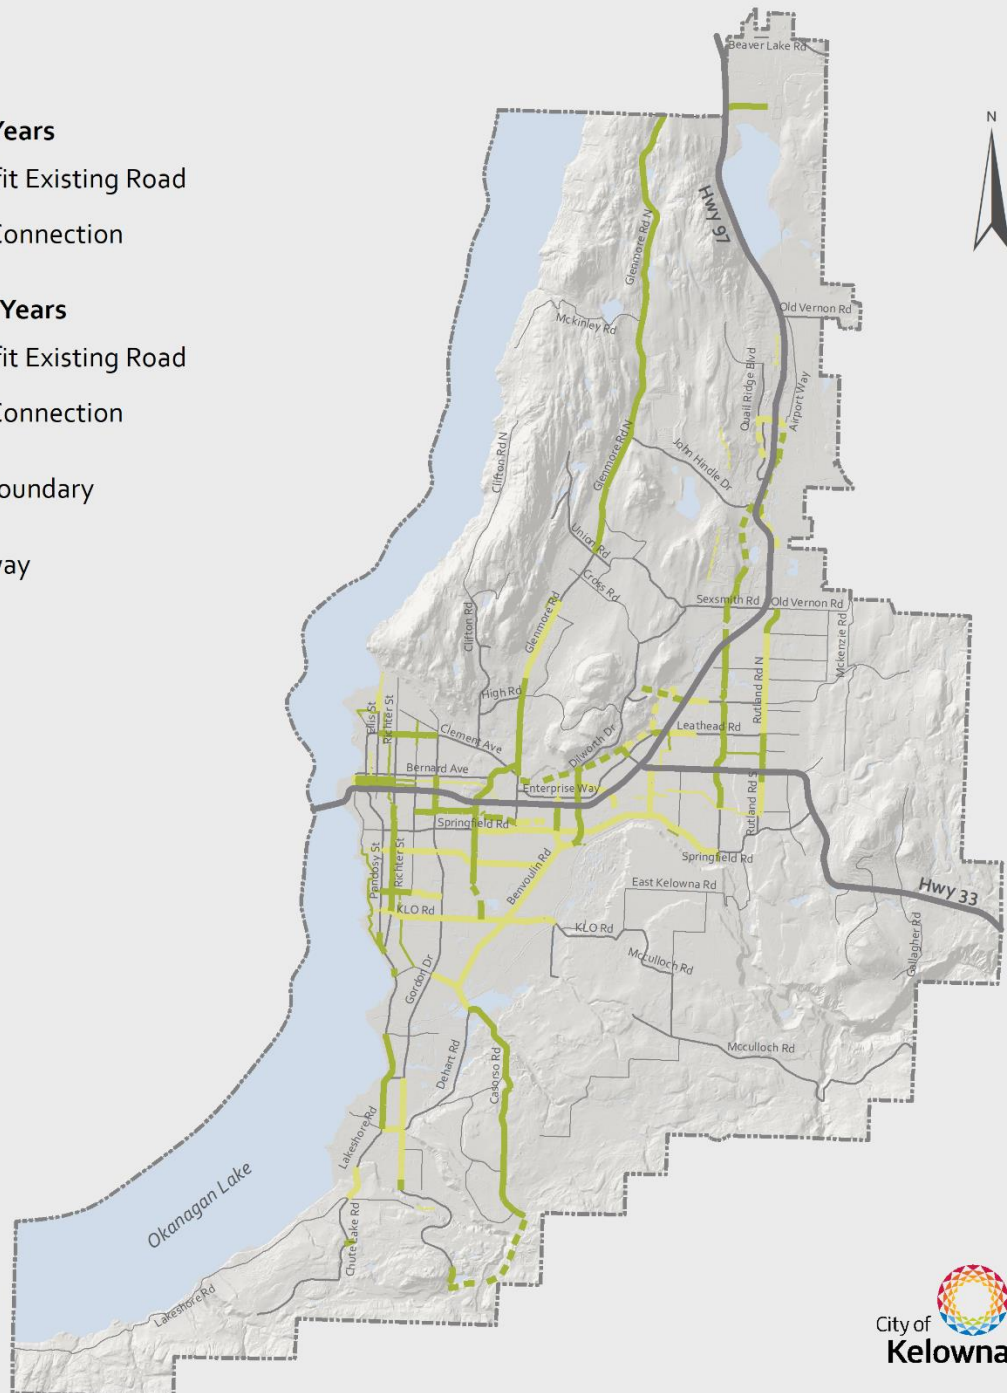 Years
fit Existing Road
Connection
Years
fit Existing Road
Connection
oundary
way
N
Beaver Lake Rd
Hwy 97
Glenmore Rd N
Old Vernon Rd
Mckinley Rd
Quail Ridge Blvd
Airport Way
Clifton Rd N
Glenmore Rd N
John Hindle Dr
Union Rd
Cross Rd
Sexsmith Rd
Old Vernon Rd
Clifton Rd
Glenmore Rd
Mckenzie Rd
Rutland Rd N
High Rd
Ellis St
Richter St
Clement Ave
Leathead Rd
Dilworth Dr
Bernard Ave
Enterprise Way
Rutland Rd S
Springfield Rd
Pandosy St
Richter St
Benvoulin Rd
Springfield Rd
East Kelowna Rd
Hwy 33
KLO Rd
KLO Rd
Gallagher Rd
Mcculloch Rd
Gordon Dr
Mcculloch Rd
Dehart Rd
Casorso Rd
Lakeshore Rd
Okanagan Lake
Chute Lake Rd
Lakeshore Rd
City of
Kelowna